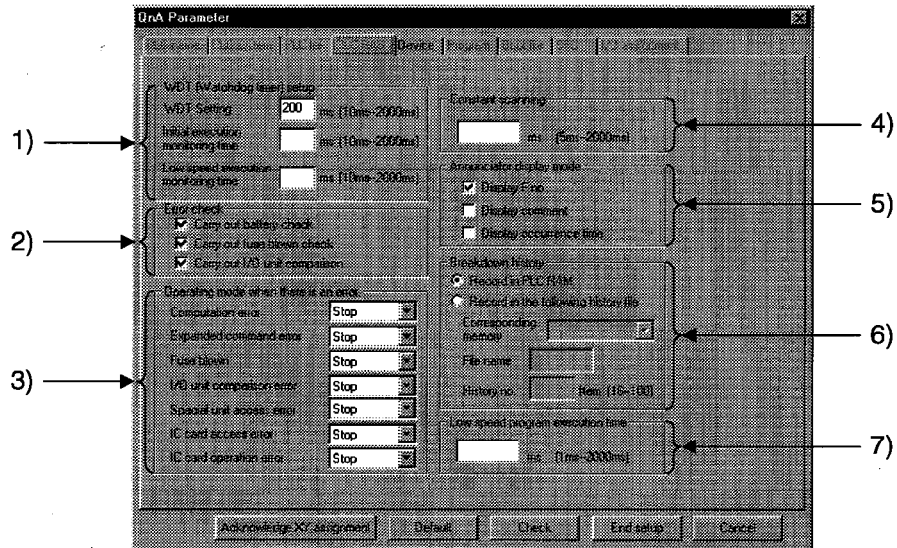 QnA Parameter
Device Program I/O assignment
1)
WDT (Watchdog timer) setup
WDT Setting 200 ms (10ms~2000ms)
Initial execution
monitoring time ms (10ms~2000ms)
Low speed execution
monitoring time ms (10ms~2000ms)
2)
Error check
Carry out battery check
Carry out fuse blown check
Carry out I/O unit comparison
3)
Operating mode when there is an error
Computation error Stop
Expanded command error Stop
Fuse blown Stop
I/O unit comparison error Stop
Special unit access error Stop
IC card access error Stop
IC card operation error Stop
Constant scanning
ms (5ms~2000ms)
4)
Annunciator display mode
Display F no.
Display comment
Display occurrence time
5)
Breakdown history
Record in PLC RAM
Record in the following history file
Corresponding
memory
File name
History no. Item (16~100)
6)
Low speed program execution time
ms (1ms~2000ms)
7)
Acknowledge XY assignment Default Check End setup Cancel